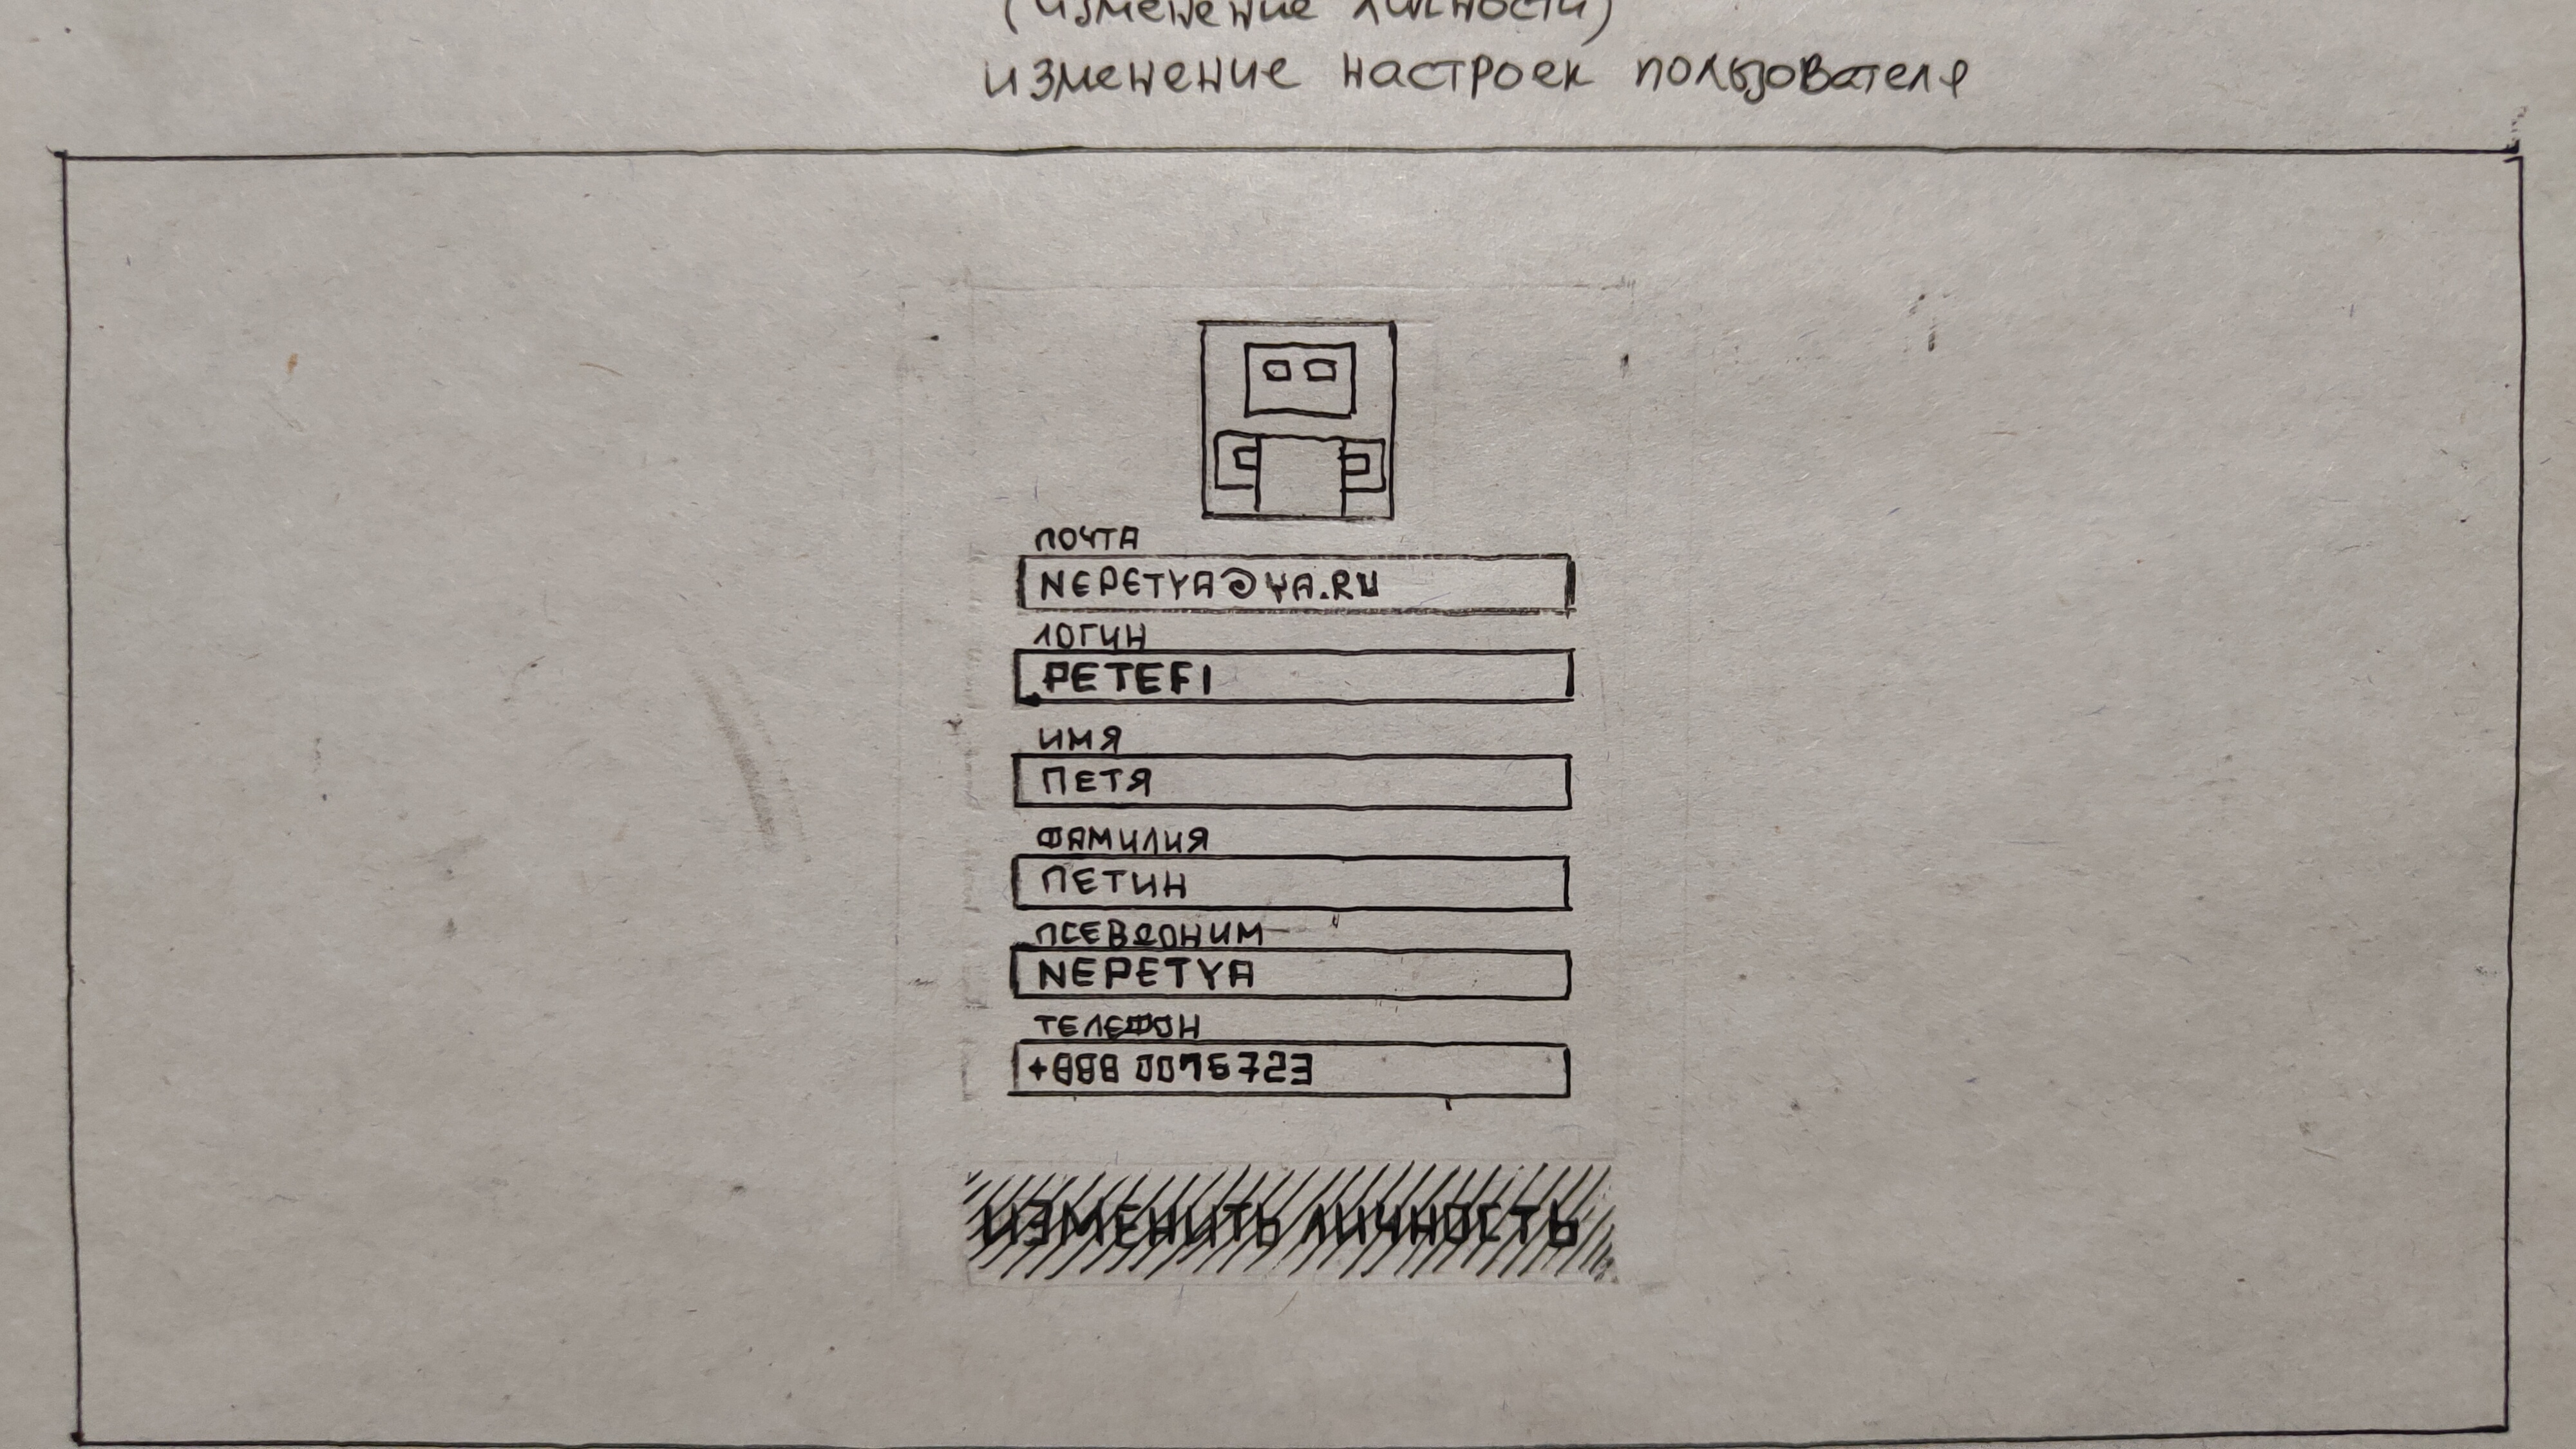 (изменение личности)
изменение настроек пользователя
ПОЧТА
NEPETYA@YA.RU
ЛОГИН
PETEFI
ИМЯ
ПЕТЯ
ФАМИЛИЯ
ПЕТИН
ПСЕВДОНИМ
NEPETYA
ТЕЛЕФОН
+888 0076723
ИЗМЕНИТЬ ЛИЧНОСТЬ